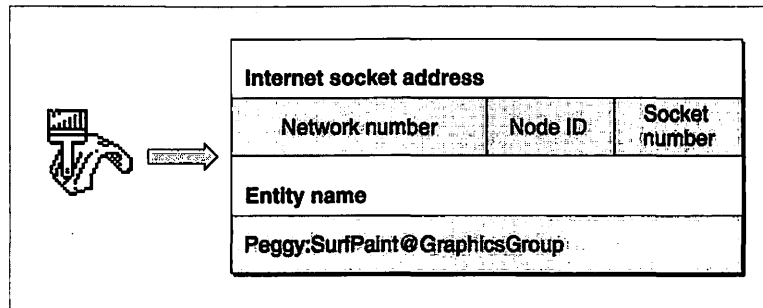 Internet socket address
Network number
Node ID
Socket
number
Entity name
Peggy:SurfPaint@GraphicsGroup